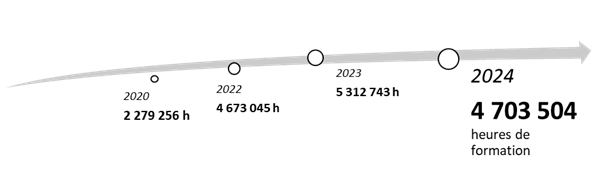 2020
2 279 256 h
2022
4 673 045 h
2023
5 312 743 h
2024
4 703 504
heures de
formation